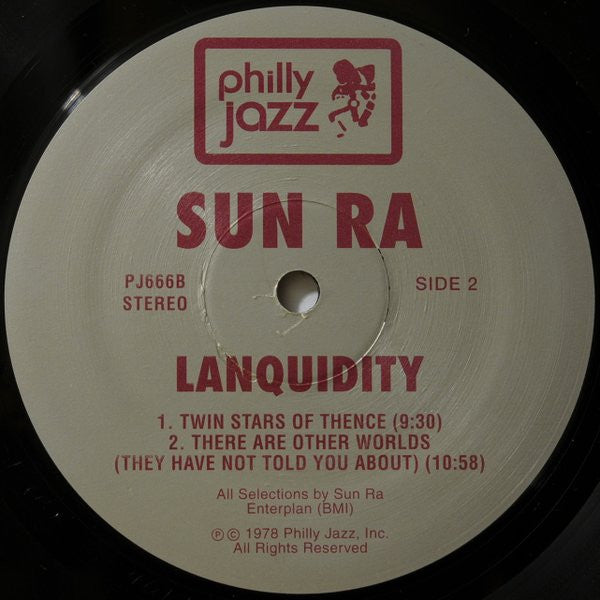 philly
jazz
SUN RA
PJ666B
STEREO
SIDE 2
LANQUIDITY
1. TWIN STARS OF THENCE (9:30)
2. THERE ARE OTHER WORLDS
(THEY HAVE NOT TOLD YOU ABOUT) (10:58)
All Selections by Sun Ra
Enterplan (BMI)
℗ © 1978 Philly Jazz, Inc.
All Rights Reserved